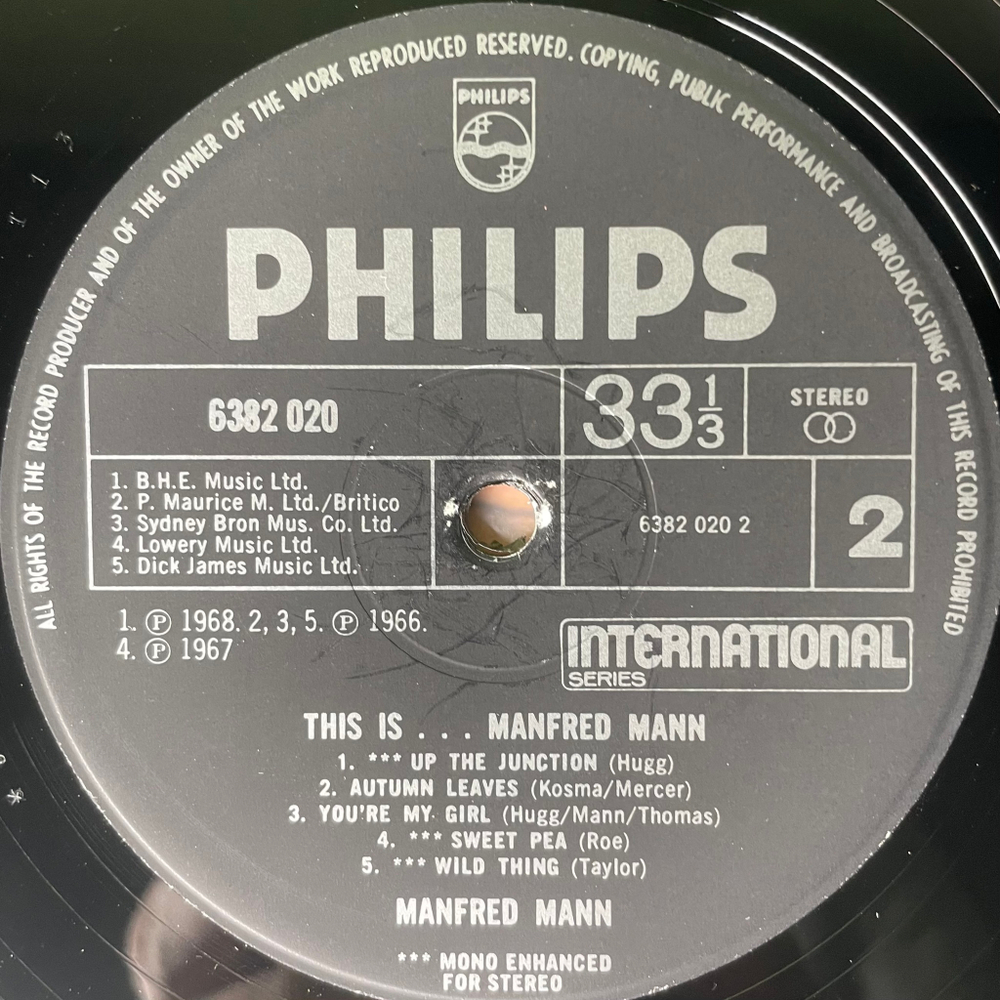 ALL RIGHTS OF THE RECORD PRODUCER AND OF THE OWNER OF THE WORK REPRODUCED RESERVED. COPYING, PUBLIC PERFORMANCE AND BROADCASTING OF THIS RECORD PROHIBITED
PHILIPS
PHILIPS
6382 020
33 1/3
STEREO
1. B.H.E. Music Ltd.
2. P. Maurice M. Ltd./Britico
3. Sydney Bron Mus. Co. Ltd.
4. Lowery Music Ltd.
5. Dick James Music Ltd.
6382 020 2
2
1. Ⓟ 1968. 2, 3, 5. Ⓟ 1966.
4. Ⓟ 1967
INTERNATIONAL
SERIES
THIS IS . . . MANFRED MANN
1. *** UP THE JUNCTION (Hugg)
2. AUTUMN LEAVES (Kosma/Mercer)
3. YOU'RE MY GIRL (Hugg/Mann/Thomas)
4. *** SWEET PEA (Roe)
5. *** WILD THING (Taylor)
MANFRED MANN
*** MONO ENHANCED
FOR STEREO